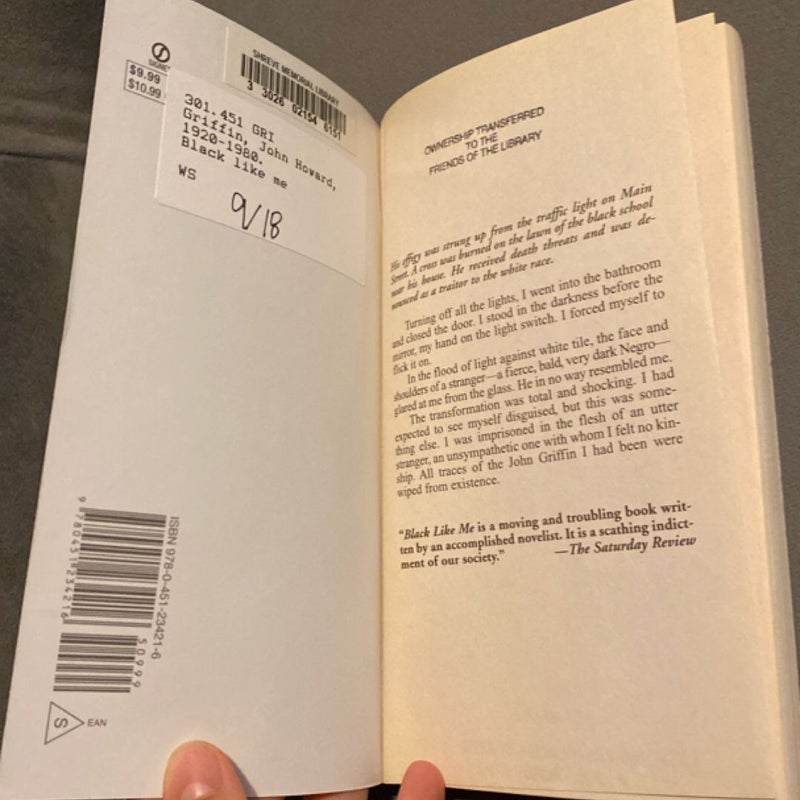 SIGNET
$9.99
$10.99
SHREVE MEMORIAL LIBRARY
3 3026 02154 6151
301.451 GRI
Griffin, John Howard,
1920-1980.
Black like me
WS
9/18
ISBN 978-0-451-23421-6
9 780451 234216
50999
S
EAN
OWNERSHIP TRANSFERRED
TO THE
FRIENDS OF THE LIBRARY
His effigy was strung up from the traffic light on Main
Street. A cross was burned on the lawn of the black school
near his house. He received death threats and was de-
nounced as a traitor to the white race.
Turning off all the lights, I went into the bathroom
and closed the door. I stood in the darkness before the
mirror, my hand on the light switch. I forced myself to
flick it on.
In the flood of light against white tile, the face and
shoulders of a stranger—a fierce, bald, very dark Negro—
glared at me from the glass. He in no way resembled me.
The transformation was total and shocking. I had
expected to see myself disguised, but this was some-
thing else. I was imprisoned in the flesh of an utter
stranger, an unsympathetic one with whom I felt no kin-
ship. All traces of the John Griffin I had been were
wiped from existence.
"Black Like Me is a moving and troubling book writ-
ten by an accomplished novelist. It is a scathing indict-
ment of our society." —The Saturday Review